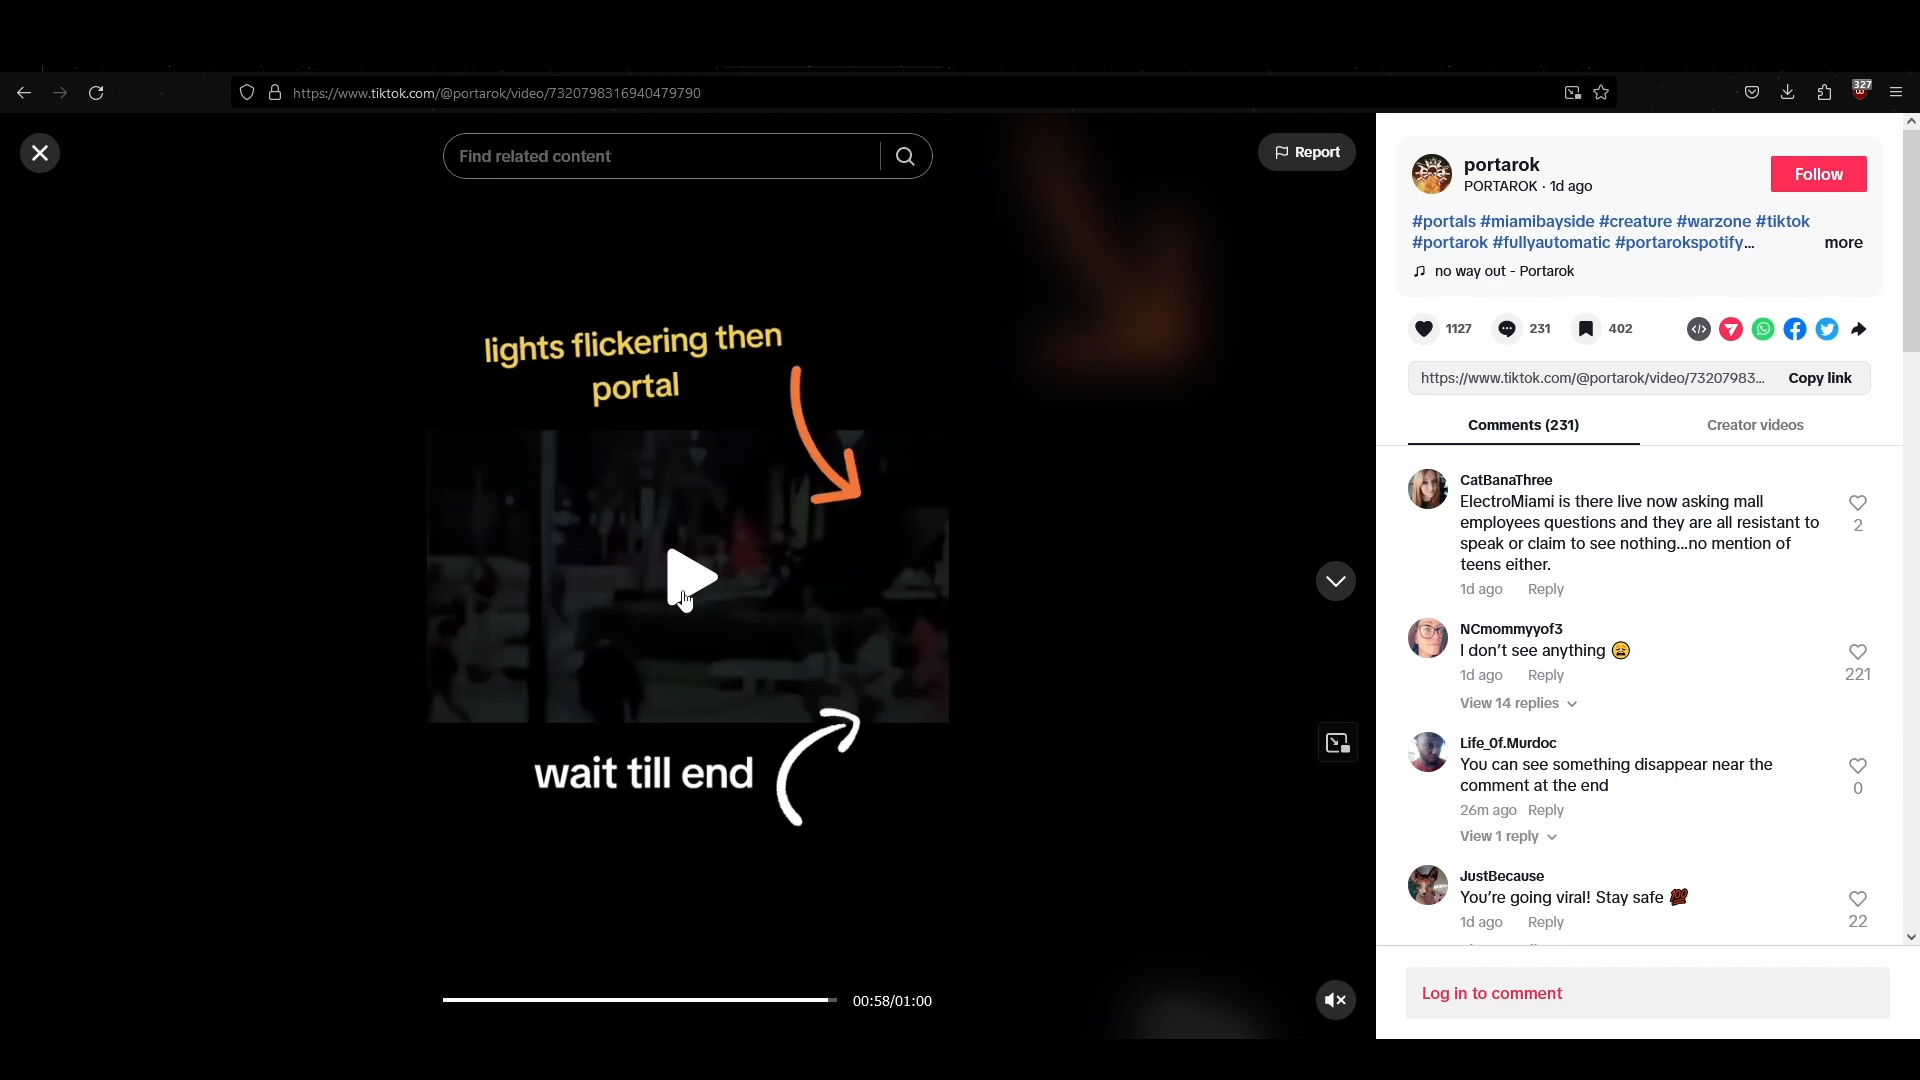 https://www.tiktok.com/@portarok/video/7320798316940479790
327
Find related content
Report
lights flickering then
portal
wait till end
00:58/01:00
portarok
PORTAROK · 1d ago
Follow
#portals #miamibayside #creature #warzone #tiktok
#portarok #fullyautomatic #portarokspotify...
more
no way out - Portarok
1127
231
402
https://www.tiktok.com/@portarok/video/73207983...
Copy link
Comments (231)
Creator videos
CatBanaThree
ElectroMiami is there live now asking mall
employees questions and they are all resistant to
speak or claim to see nothing...no mention of
teens either.
2
1d ago
Reply
NCmommyyof3
I don't see anything 😩
221
1d ago
Reply
View 14 replies
Life_0f.Murdoc
You can see something disappear near the
comment at the end
0
26m ago
Reply
View 1 reply
JustBecause
You're going viral! Stay safe 💯
22
1d ago
Reply
Log in to comment